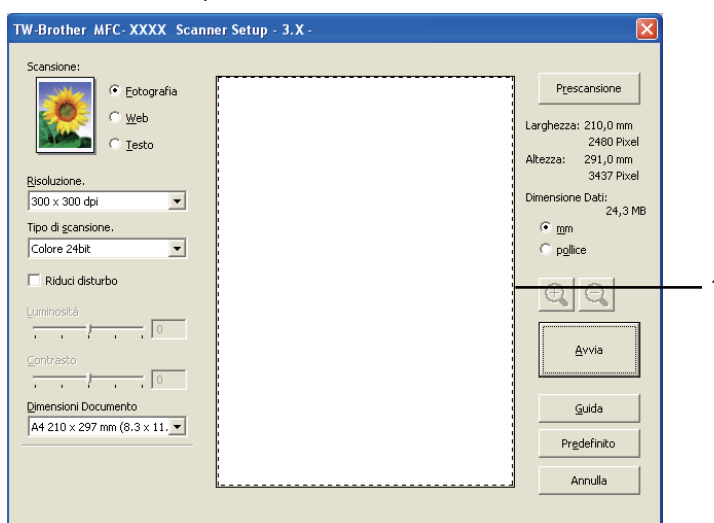 TW-Brother MFC-XXXX Scanner Setup - 3.X -
Scansione:
Fotografia
Web
Testo
Risoluzione.
300 x 300 dpi
Tipo di scansione.
Colore 24bit
Riduci disturbo
Luminosità
0
Contrasto
0
Dimensioni Documento
A4 210 x 297 mm (8.3 x 11.
Prescansione
Larghezza: 210,0 mm
2480 Pixel
Altezza: 291,0 mm
3437 Pixel
Dimensione Dati:
24,3 MB
mm
pollice
Avvia
Guida
Predefinito
Annulla